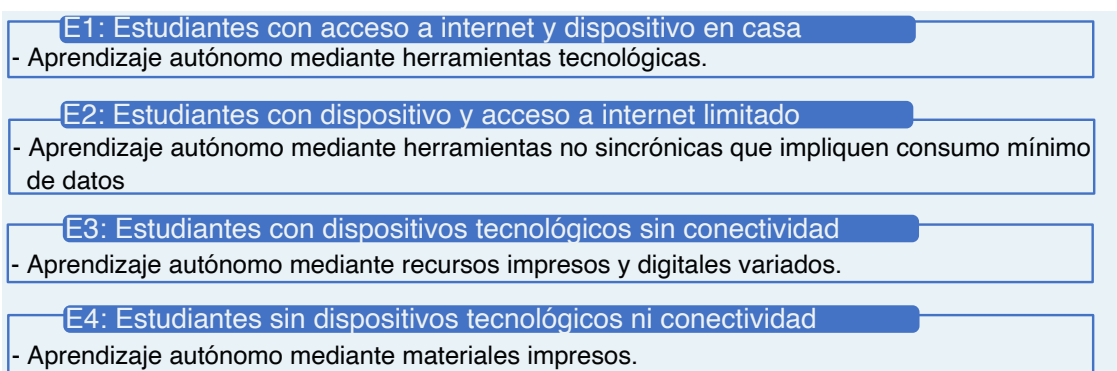 E1: Estudiantes con acceso a internet y dispositivo en casa
- Aprendizaje autónomo mediante herramientas tecnológicas.
E2: Estudiantes con dispositivo y acceso a internet limitado
- Aprendizaje autónomo mediante herramientas no sincrónicas que impliquen consumo mínimo
de datos
E3: Estudiantes con dispositivos tecnológicos sin conectividad
- Aprendizaje autónomo mediante recursos impresos y digitales variados.
E4: Estudiantes sin dispositivos tecnológicos ni conectividad
- Aprendizaje autónomo mediante materiales impresos.